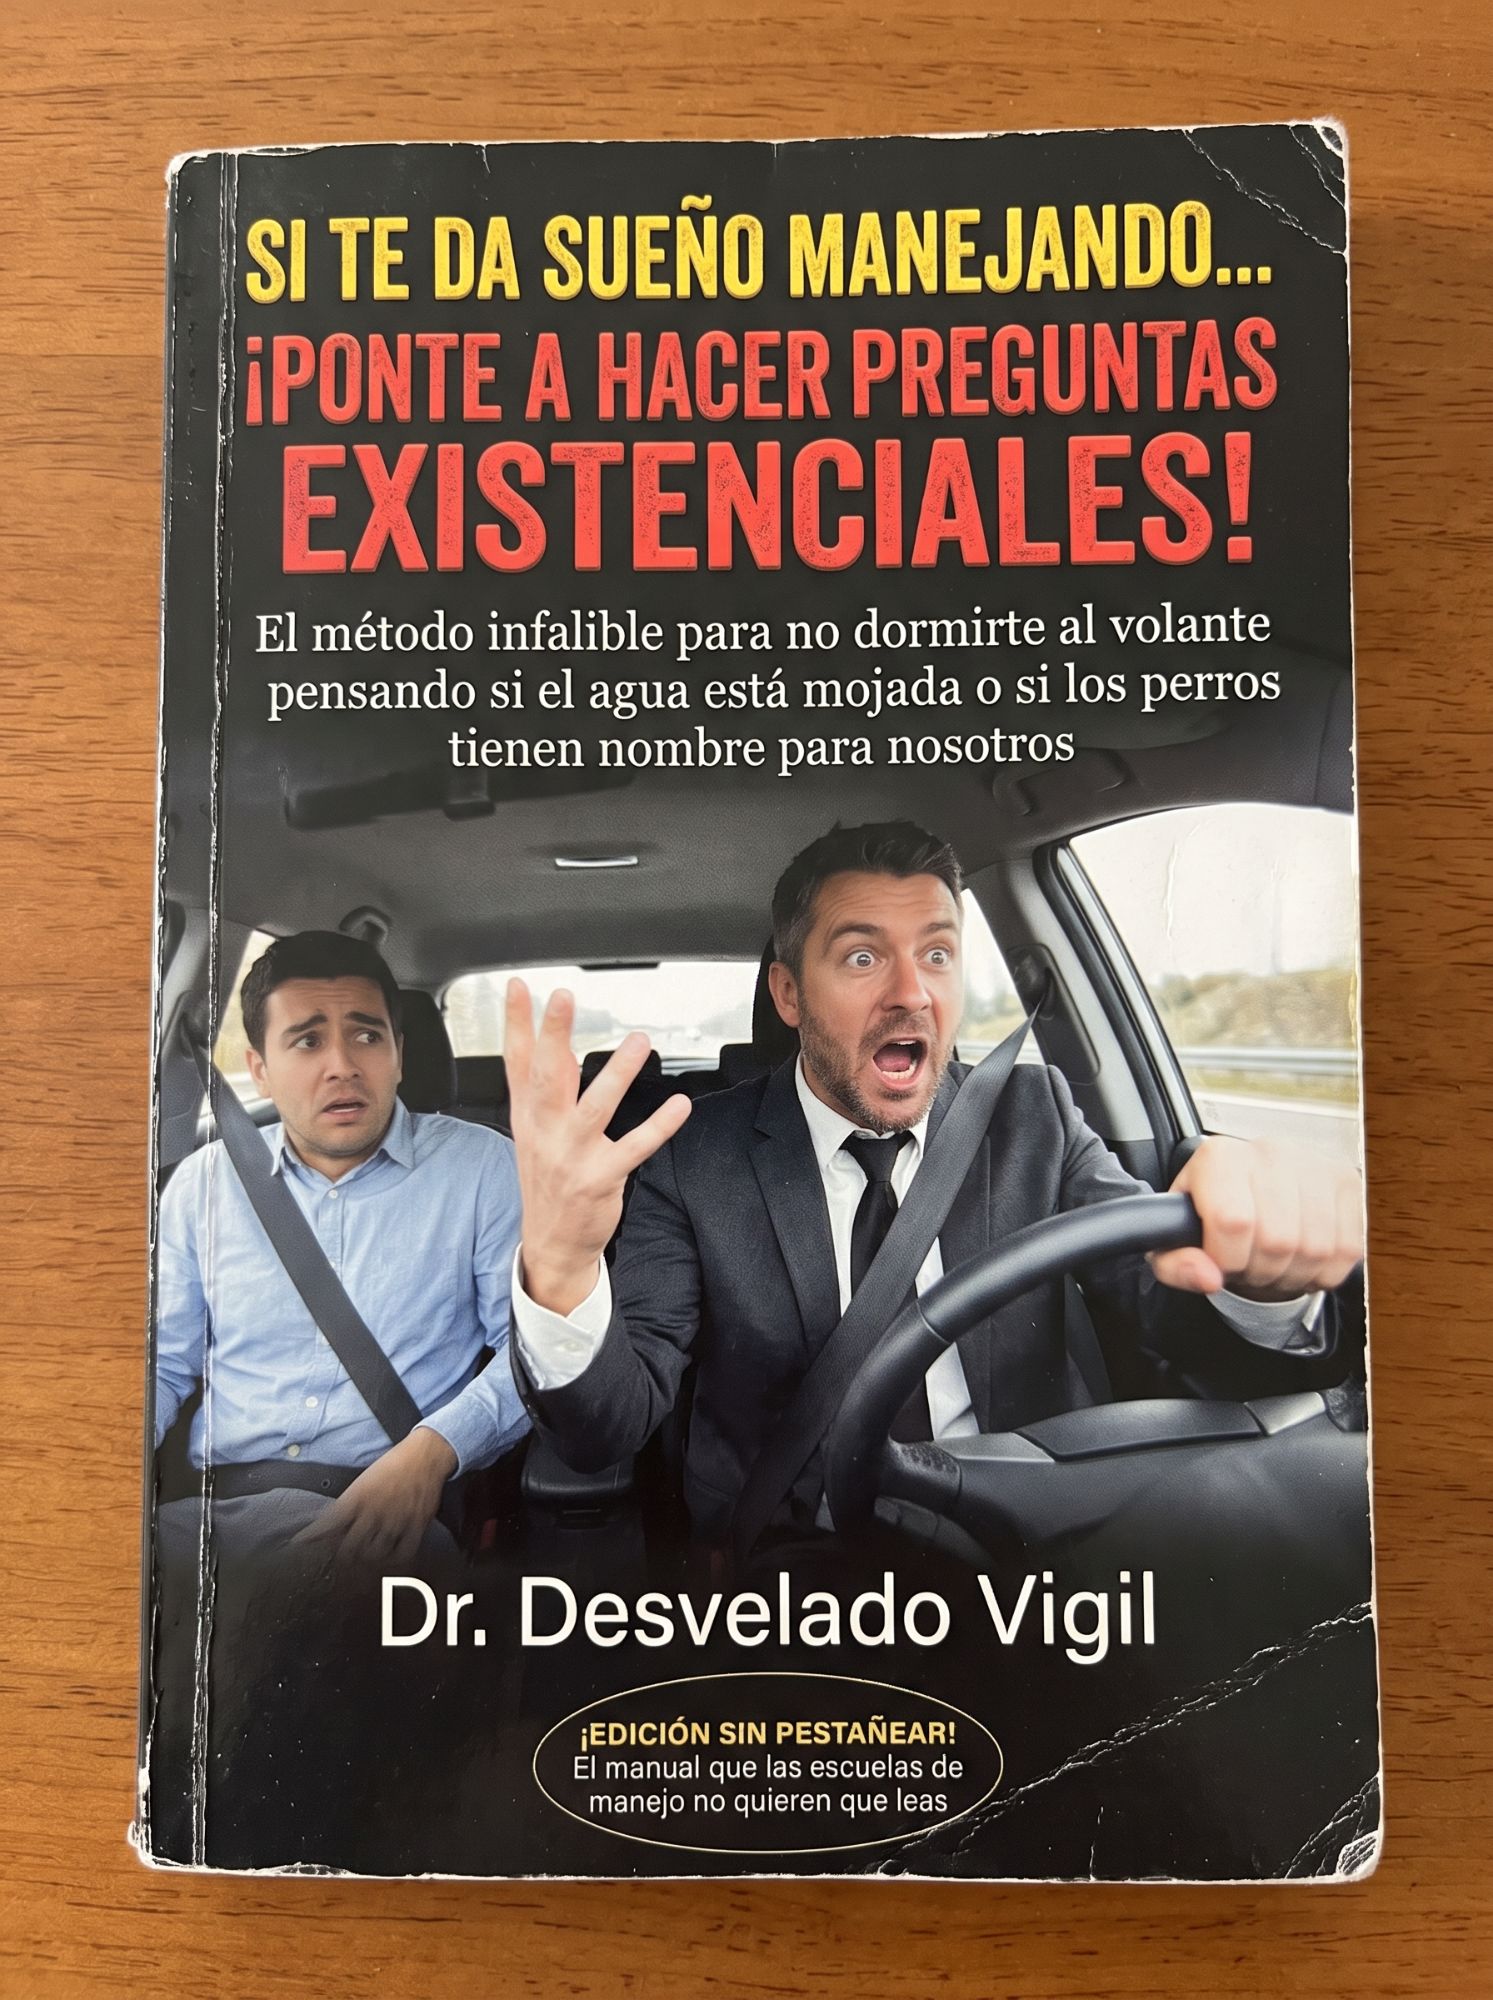 SI TE DA SUEÑO MANEJANDO...
¡PONTE A HACER PREGUNTAS
EXISTENCIALES!
El método infalible para no dormirte al volante
pensando si el agua está mojada o si los perros
tienen nombre para nosotros
Dr. Desvelado Vigil
¡EDICIÓN SIN PESTAÑEAR!
El manual que las escuelas de
manejo no quieren que leas